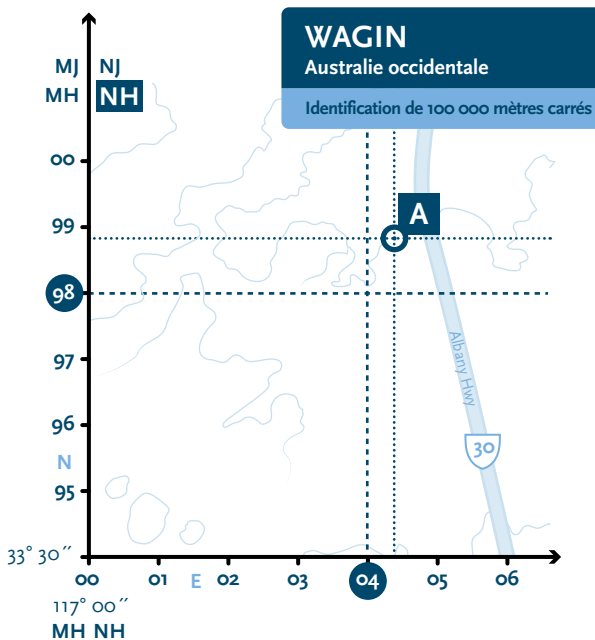 WAGIN
Australie occidentale
Identification de 100 000 mètres carrés
MJ NJ
MH NH
00
99
A
98
97
Albany Hwy
96
30
N
95
33° 30 ″
00 01 E 02 03 04 05 06
117° 00 ″
MH NH